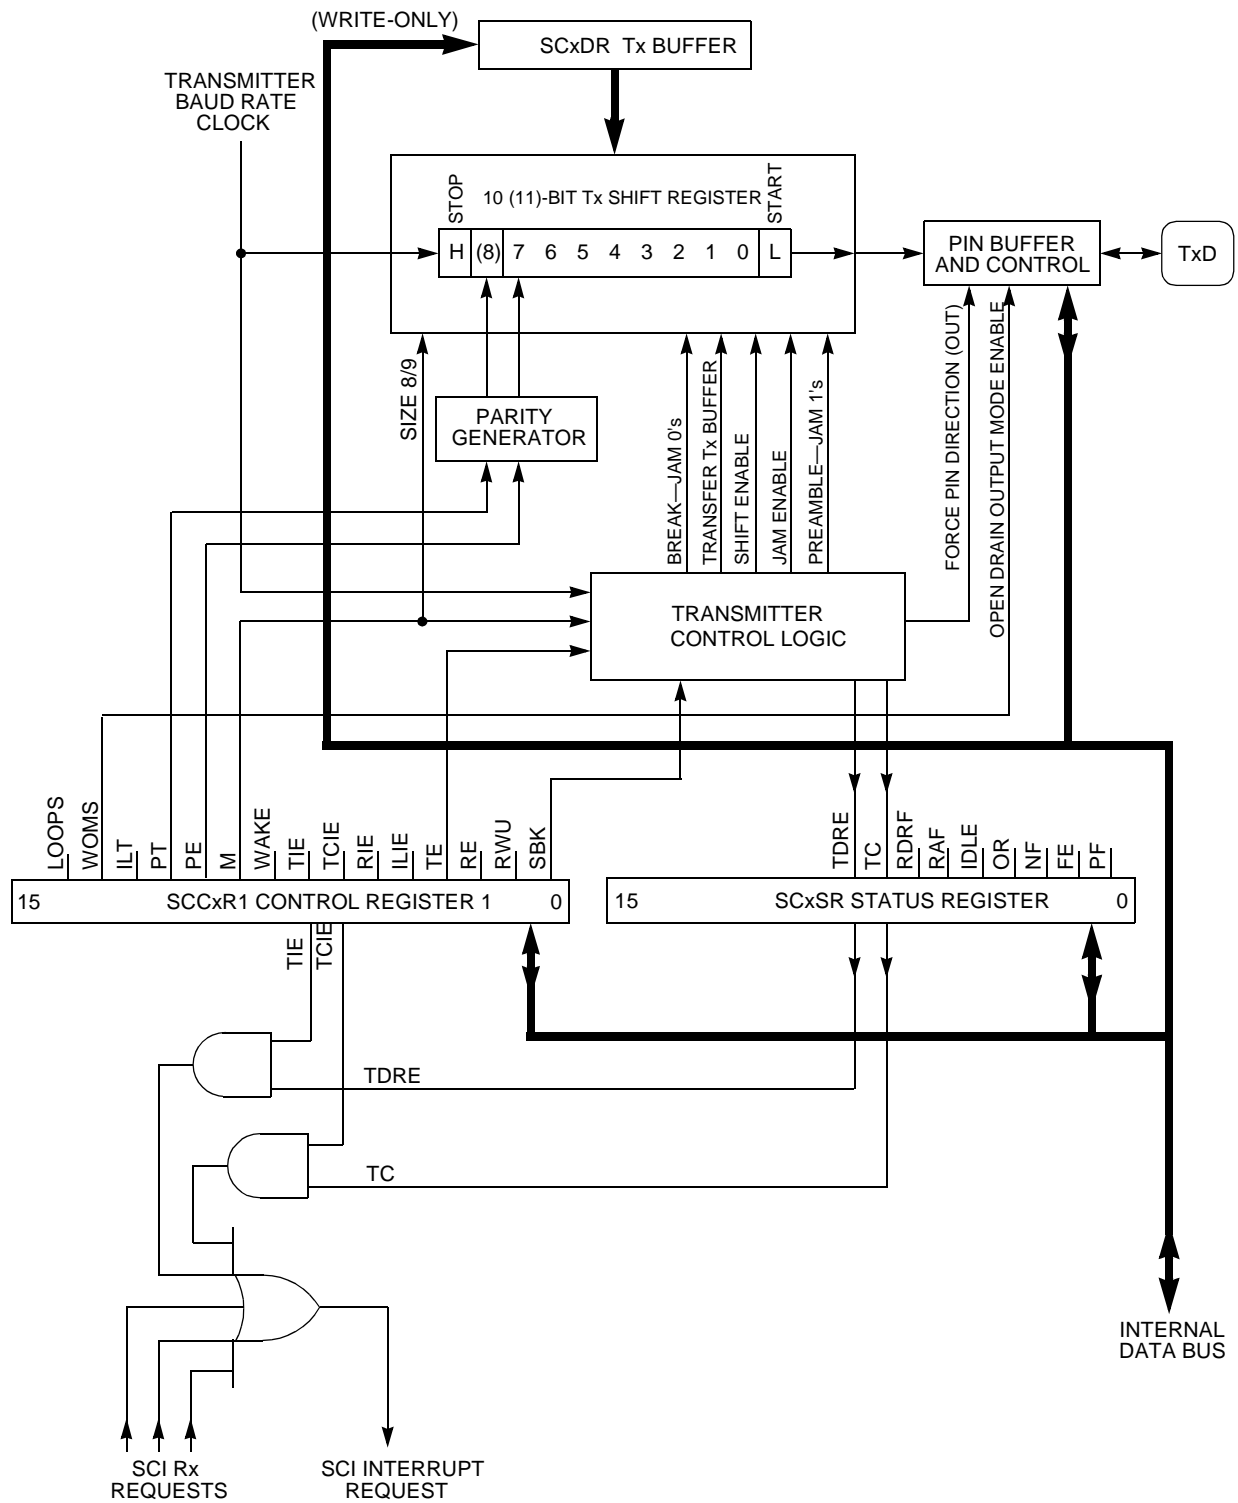 (WRITE-ONLY)
SCxDR Tx BUFFER
TRANSMITTER
BAUD RATE
CLOCK
STOP
10 (11)-BIT Tx SHIFT REGISTER
START
H (8) 7 6 5 4 3 2 1 0 L
PIN BUFFER
AND CONTROL
TxD
SIZE 8/9
PARITY
GENERATOR
BREAK—JAM 0's
TRANSFER Tx BUFFER
SHIFT ENABLE
JAM ENABLE
PREAMBLE—JAM 1's
FORCE PIN DIRECTION (OUT)
OPEN DRAIN OUTPUT MODE ENABLE
TRANSMITTER
CONTROL LOGIC
LOOPS
WOMS
ILT
PT
PE
M
WAKE
TIE
TCIE
RIE
ILIE
TE
RE
RWU
SBK
TDRE
TC
RDRF
RAF
IDLE
OR
NF
FE
PF
15 SCCxR1 CONTROL REGISTER 1 0
15 SCxSR STATUS REGISTER 0
TIE
TCIE
TDRE
TC
INTERNAL
DATA BUS
SCI Rx
REQUESTS
SCI INTERRUPT
REQUEST